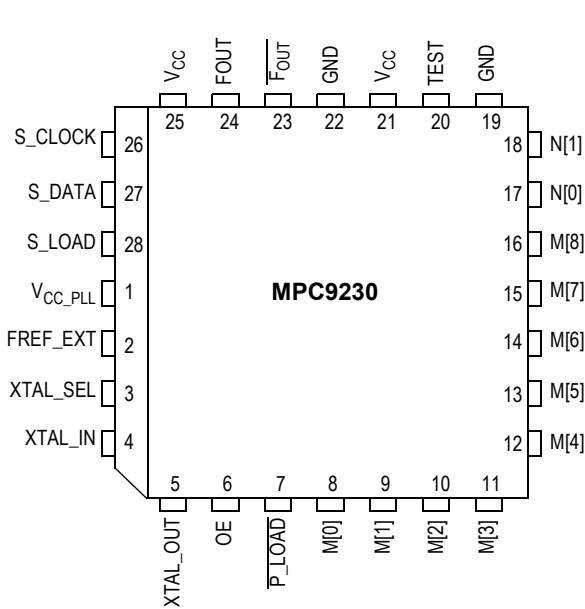 VCC
FOUT
FOUT
GND
VCC
TEST
GND
25
24
23
22
21
20
19
S_CLOCK
26
18
N[1]
S_DATA
27
17
N[0]
S_LOAD
28
16
M[8]
VCC_PLL
1
MPC9230
15
M[7]
FREF_EXT
2
14
M[6]
XTAL_SEL
3
13
M[5]
XTAL_IN
4
12
M[4]
5
6
7
8
9
10
11
XTAL_OUT
OE
P_LOAD
M[0]
M[1]
M[2]
M[3]